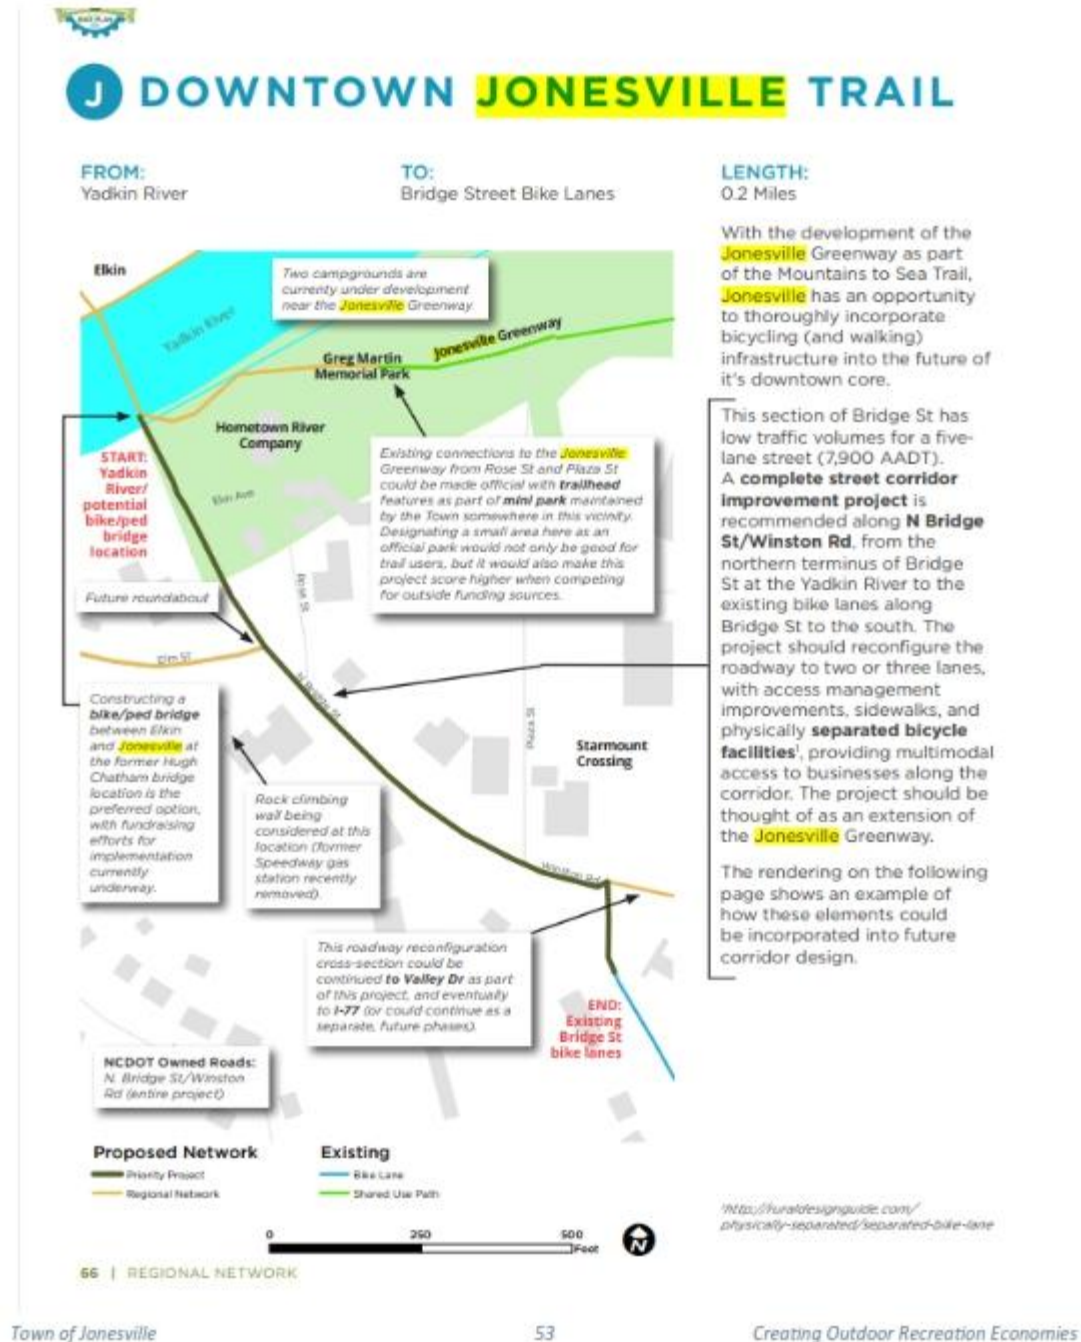 BIKE PLAN
J DOWNTOWN JONESVILLE TRAIL
FROM:
Yadkin River
TO:
Bridge Street Bike Lanes
LENGTH:
0.2 Miles
With the development of the
Jonesville Greenway as part
of the Mountains to Sea Trail,
Jonesville has an opportunity
to thoroughly incorporate
bicycling (and walking)
infrastructure into the future of
it's downtown core.
This section of Bridge St has
low traffic volumes for a five-
lane street (7,900 AADT).
A complete street corridor
improvement project is
recommended along N Bridge
St/Winston Rd, from the
northern terminus of Bridge
St at the Yadkin River to the
existing bike lanes along
Bridge St to the south. The
project should reconfigure the
roadway to two or three lanes,
with access management
improvements, sidewalks, and
physically separated bicycle
facilities¹, providing multimodal
access to businesses along the
corridor. The project should be
thought of as an extension of
the Jonesville Greenway.
The rendering on the following
page shows an example of
how these elements could
be incorporated into future
corridor design.
Elkin
Yadkin River
Two campgrounds are
currently under development
near the Jonesville Greenway.
Jonesville Greenway
Greg Martin
Memorial Park
Hometown River
Company
Elm Ave
START:
Yadkin
River/
potential
bike/ped
bridge
location
Existing connections to the Jonesville
Greenway from Rose St and Plaza St
could be made official with trailhead
features as part of mini park maintained
by the Town somewhere in this vicinity.
Designating a small area here as an
official park would not only be good for
trail users, but it would also make this
project score higher when competing
for outside funding sources.
Rose St
Future roundabout
Elm St
N Bridge St
Plaza St
Starmount
Crossing
Constructing a
bike/ped bridge
between Elkin
and Jonesville at
the former Hugh
Chatham bridge
location is the
preferred option,
with fundraising
efforts for
implementation
currently
underway.
Rock climbing
wall being
considered at this
location (former
Speedway gas
station recently
removed).
Winston Rd
This roadway reconfiguration
cross-section could be
continued to Valley Dr as part
of this project, and eventually
to I-77 (or could continue as a
separate, future phases).
END:
Existing
Bridge St
bike lanes
NCDOT Owned Roads:
N. Bridge St/Winston
Rd (entire project)
Proposed Network
Priority Project
Regional Network
Existing
Bike Lane
Shared Use Path
0 250 500
Feet
N
¹http://ruraldesignguide.com/
physically-separated/separated-bike-lane
66 | REGIONAL NETWORK
Town of Jonesville 53 Creating Outdoor Recreation Economies